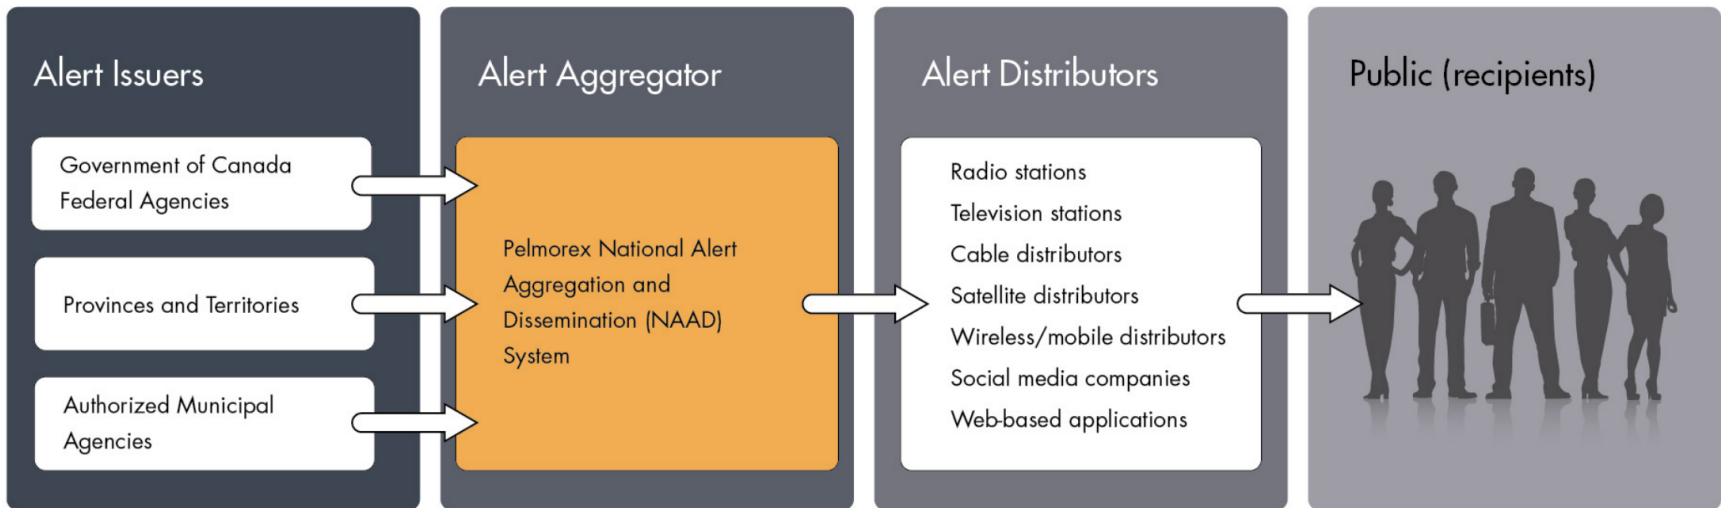 Alert Issuers
Government of Canada
Federal Agencies
Provinces and Territories
Authorized Municipal
Agencies
Alert Aggregator
Pelmorex National Alert
Aggregation and
Dissemination (NAAD)
System
Alert Distributors
Radio stations
Television stations
Cable distributors
Satellite distributors
Wireless/mobile distributors
Social media companies
Web-based applications
Public (recipients)